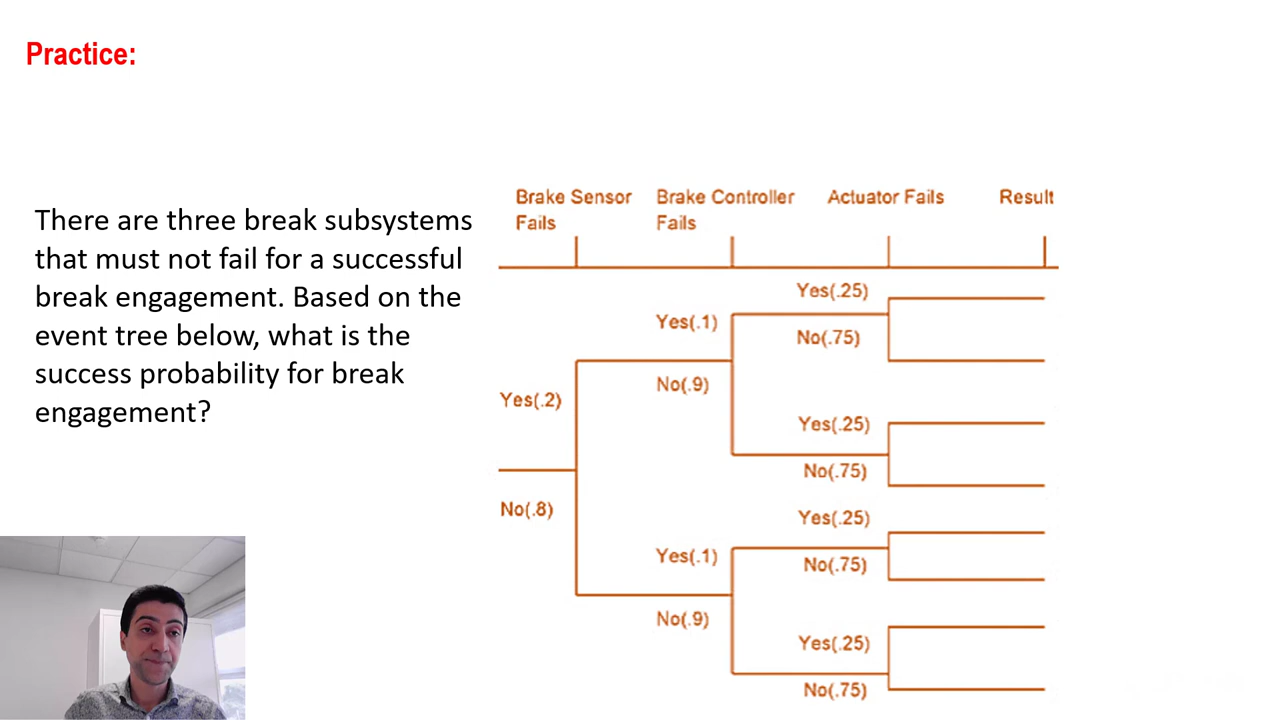 Practice:
There are three break subsystems
that must not fail for a successful
break engagement. Based on the
event tree below, what is the
success probability for break
engagement?
Brake Sensor
Fails
Brake Controller
Fails
Actuator Fails
Result
Yes(.2)
No(.8)
Yes(.1)
No(.9)
Yes(.1)
No(.9)
Yes(.25)
No(.75)
Yes(.25)
No(.75)
Yes(.25)
No(.75)
Yes(.25)
No(.75)